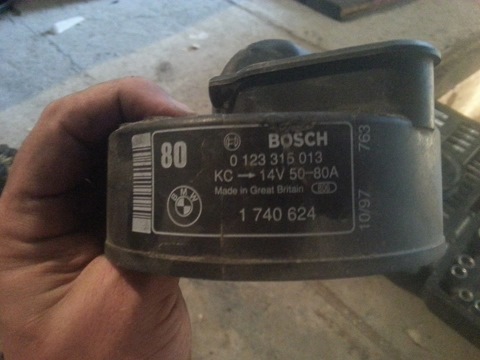 80
BOSCH
0 123 315 013
KC → 14V 50-80A
Made in Great Britain
BMW
1 740 624
10/97 763